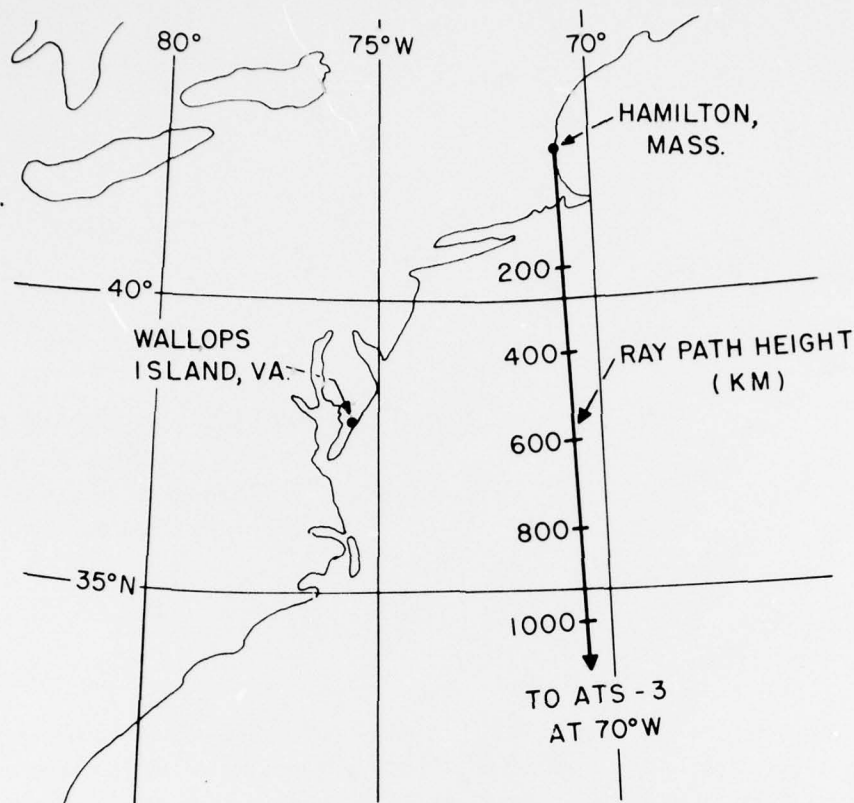 80°
75°W
70°
HAMILTON,
MASS.
200
40°
WALLOPS
ISLAND, VA.
400
RAY PATH HEIGHT
(KM)
600
800
35°N
1000
TO ATS-3
AT 70°W